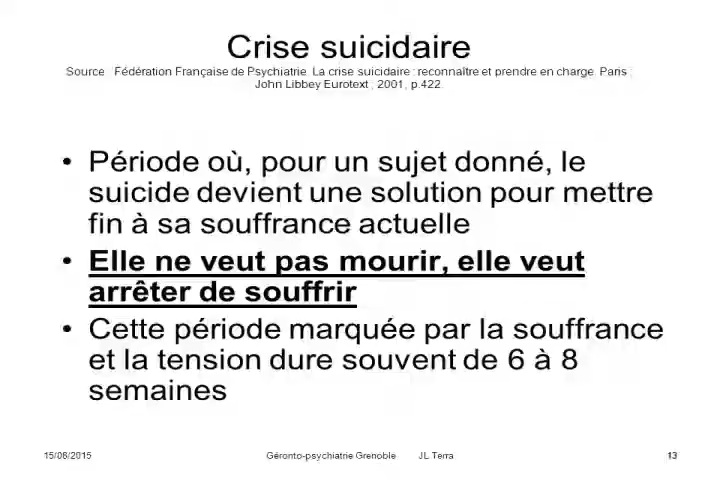 Crise suicidaire
Source : Fédération Française de Psychiatrie. La crise suicidaire : reconnaître et prendre en charge. Paris ;
John Libbey Eurotext ; 2001, p.422.
• Période où, pour un sujet donné, le
suicide devient une solution pour mettre
fin à sa souffrance actuelle
• Elle ne veut pas mourir, elle veut
arrêter de souffrir
• Cette période marquée par la souffrance
et la tension dure souvent de 6 à 8
semaines
15/06/2015 Géronto-psychiatrie Grenoble JL Terra 13